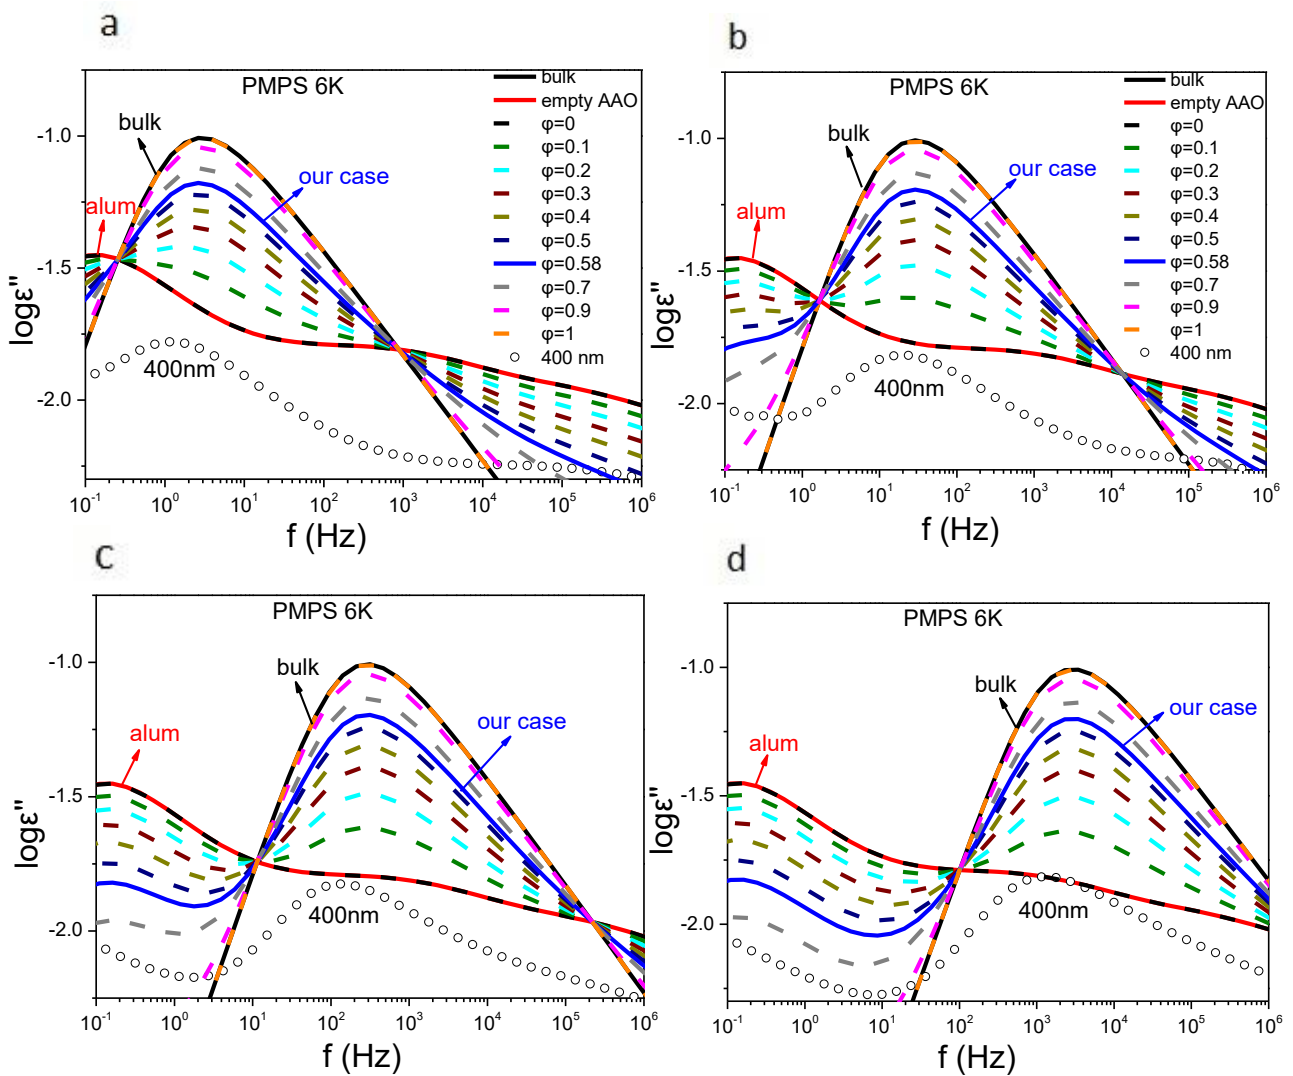 a
PMPS 6K
bulk
alum
our case
400nm
bulk
empty AAO
φ=0
φ=0.1
φ=0.2
φ=0.3
φ=0.4
φ=0.5
φ=0.58
φ=0.7
φ=0.9
φ=1
400 nm
-1.0
-1.5
-2.0
logε"
10⁻¹ 10⁰ 10¹ 10² 10³ 10⁴ 10⁵ 10⁶
f (Hz)
b
PMPS 6K
bulk
alum
our case
400nm
bulk
empty AAO
φ=0
φ=0.1
φ=0.2
φ=0.3
φ=0.4
φ=0.5
φ=0.58
φ=0.7
φ=0.9
φ=1
400 nm
-1.0
-1.5
-2.0
logε"
10⁻¹ 10⁰ 10¹ 10² 10³ 10⁴ 10⁵ 10⁶
f (Hz)
c
PMPS 6K
bulk
alum
our case
400nm
-1.0
-1.5
-2.0
logε"
10⁻¹ 10⁰ 10¹ 10² 10³ 10⁴ 10⁵ 10⁶
f (Hz)
d
PMPS 6K
bulk
alum
our case
400nm
-1.0
-1.5
-2.0
logε"
10⁻¹ 10⁰ 10¹ 10² 10³ 10⁴ 10⁵ 10⁶
f (Hz)